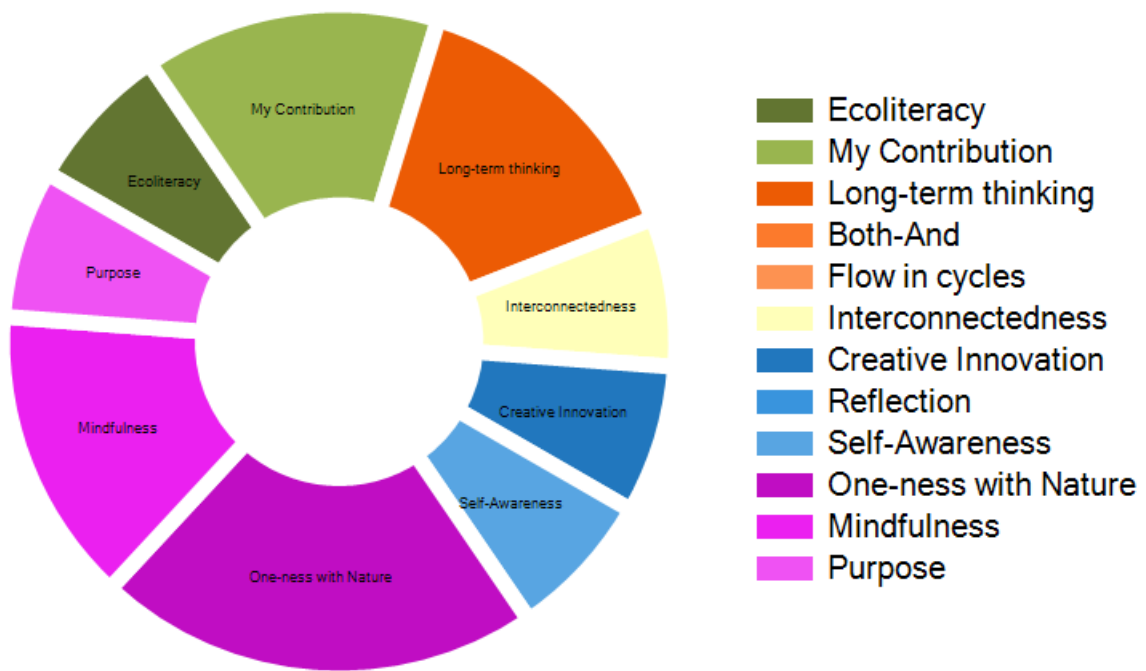 My Contribution
Long-term thinking
Ecoliteracy
Purpose
Interconnectedness
Creative Innovation
Mindfulness
Self-Awareness
One-ness with Nature
Ecoliteracy
My Contribution
Long-term thinking
Both-And
Flow in cycles
Interconnectedness
Creative Innovation
Reflection
Self-Awareness
One-ness with Nature
Mindfulness
Purpose